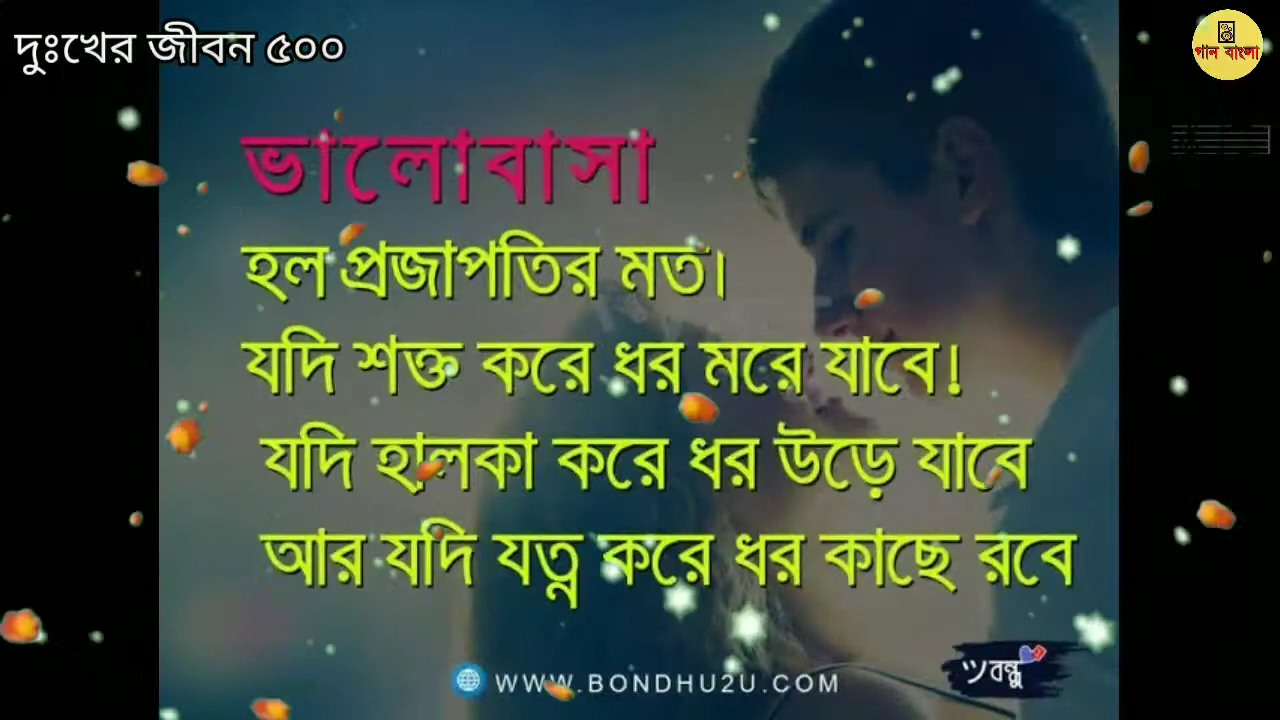 দুঃখের জীবন ৫০০
গান বাংলা
ভালোবাসা
হল প্রজাপতির মত।
যদি শক্ত করে ধর মরে যাবে!
যদি হালকা করে ধর উড়ে যাবে
আর যদি যত্ন করে ধর কাছে রবে
WWW.BONDHU2U.COM
বন্ধু